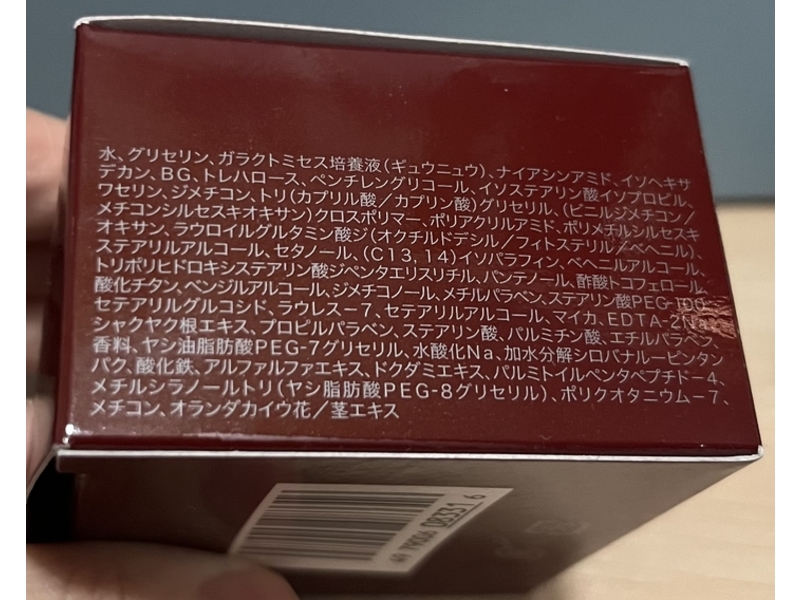 水、グリセリン、ガラクトミセス培養液(ギュウニュウ)、ナイアシンアミド、イソヘキサ
デカン、BG、トレハロース、ペンチレングリコール、イソステアリン酸イソプロピル、
ワセリン、ジメチコン、トリ(カプリル酸/カプリン酸)グリセリル、(ビニルジメチコン/
メチコンシルセスキオキサン)クロスポリマー、ポリアクリルアミド、ポリメチルシルセスキ
オキサン、ラウロイルグルタミン酸ジ(オクチルドデシル/フィトステリル/ベヘニル)、
ステアリルアルコール、セタノール、(C13,14)イソパラフィン、ベヘニルアルコール、
トリポリヒドロキシステアリン酸ジペンタエリスリチル、パンテノール、酢酸トコフェロール、
酸化チタン、ベンジルアルコール、ジメチコノール、メチルパラベン、ステアリン酸PEG-100、
セテアリルグルコシド、ラウレス-7、セテアリルアルコール、マイカ、EDTA-2Na、
シャクヤク根エキス、プロピルパラベン、ステアリン酸、パルミチン酸、エチルパラベン、
香料、ヤシ油脂肪酸PEG-7グリセリル、水酸化Na、加水分解シロバナルーピンタン
パク、酸化鉄、アルファルファエキス、ドクダミエキス、パルミトイルペンタペプチド-4、
メチルシラノールトリ(ヤシ脂肪酸PEG-8グリセリル)、ポリクオタニウム-7、
メチコン、オランダカイウ花/茎エキス